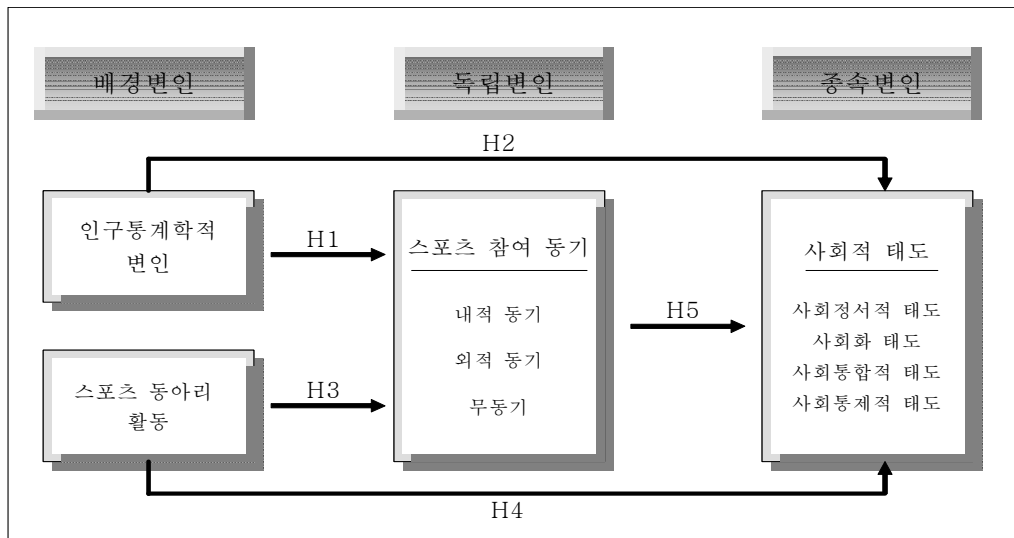 배경변인
독립변인
종속변인
H2
인구통계학적
변인
H1
스포츠 참여 동기
내적 동기
외적 동기
무동기
H5
사회적 태도
사회정서적 태도
사회화 태도
사회통합적 태도
사회통제적 태도
스포츠 동아리
활동
H3
H4